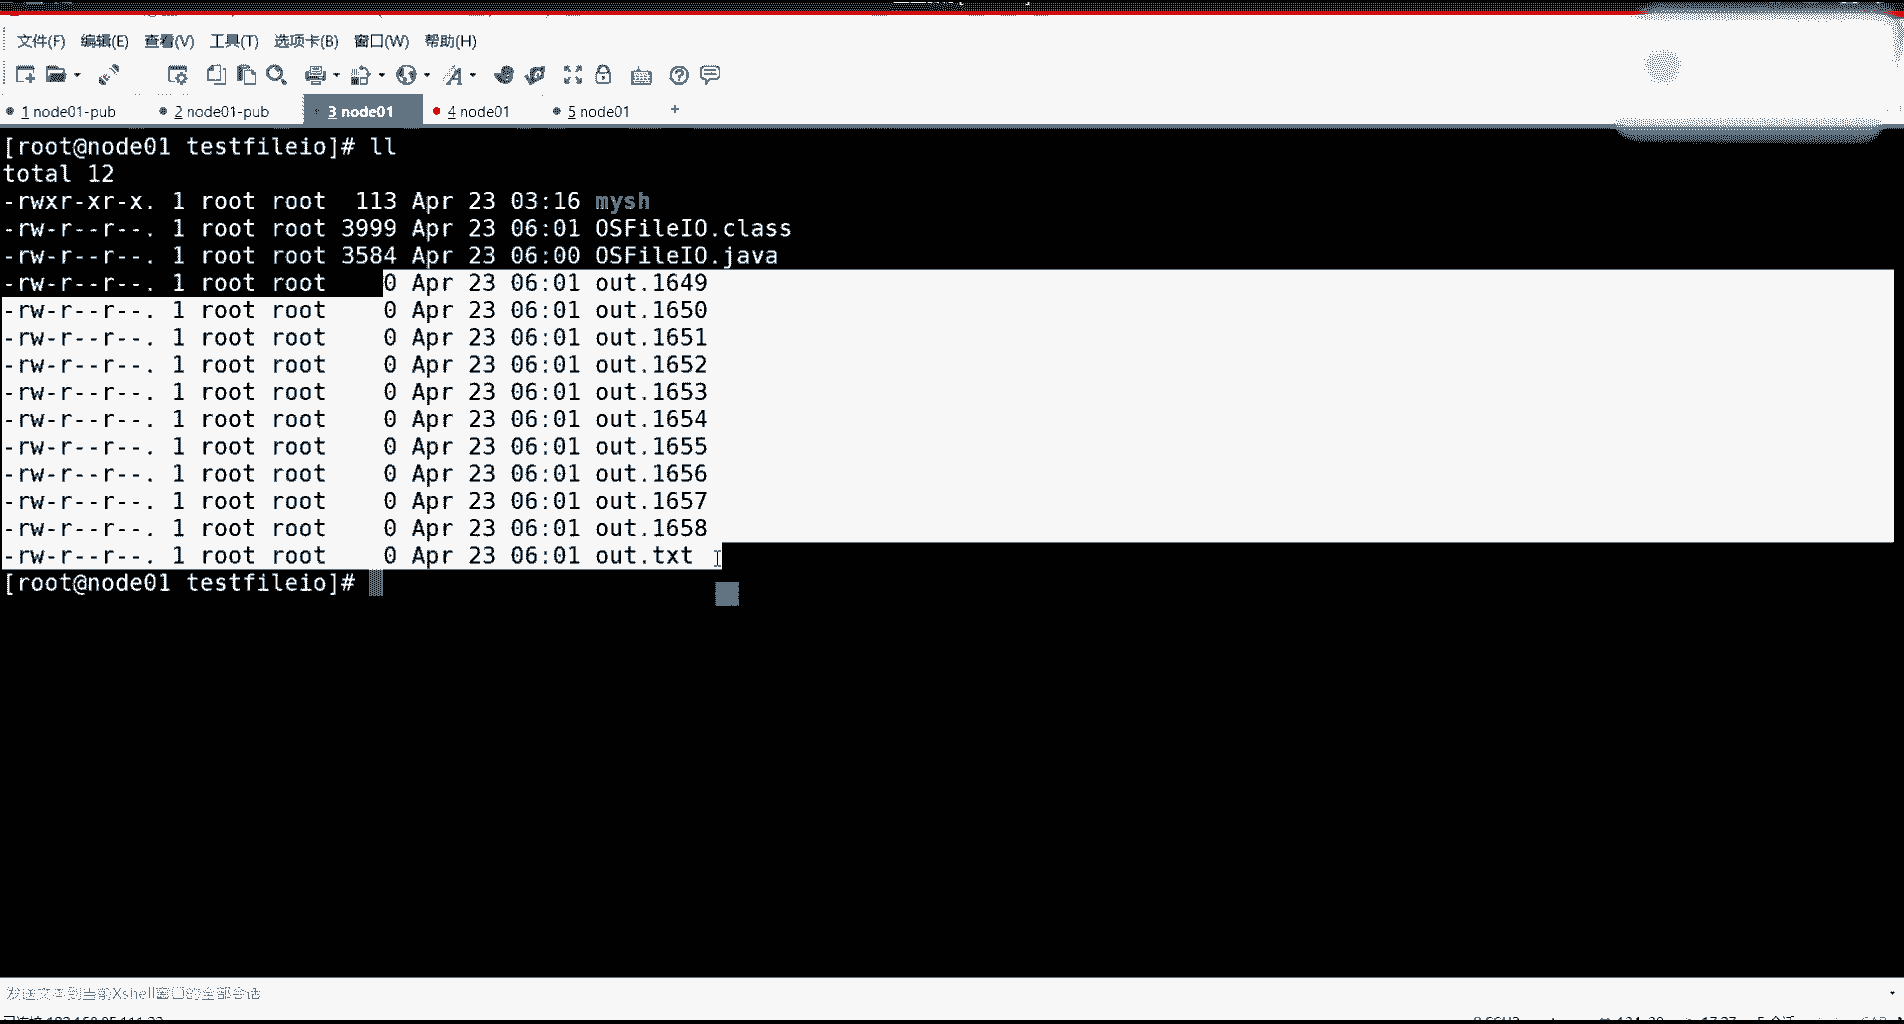 文件(F) 编辑(E) 查看(V) 工具(T) 选项卡(B) 窗口(W) 帮助(H)
1 node01-pub 2 node01-pub 3 node01 4 node01 5 node01 +
[root@node01 testfileio]# ll
total 12
-rwxr-xr-x. 1 root root  113 Apr 23 03:16 mysh
-rw-r--r--. 1 root root 3999 Apr 23 06:01 OSFileIO.class
-rw-r--r--. 1 root root 3584 Apr 23 06:00 OSFileIO.java
-rw-r--r--. 1 root root    0 Apr 23 06:01 out.1649
-rw-r--r--. 1 root root    0 Apr 23 06:01 out.1650
-rw-r--r--. 1 root root    0 Apr 23 06:01 out.1651
-rw-r--r--. 1 root root    0 Apr 23 06:01 out.1652
-rw-r--r--. 1 root root    0 Apr 23 06:01 out.1653
-rw-r--r--. 1 root root    0 Apr 23 06:01 out.1654
-rw-r--r--. 1 root root    0 Apr 23 06:01 out.1655
-rw-r--r--. 1 root root    0 Apr 23 06:01 out.1656
-rw-r--r--. 1 root root    0 Apr 23 06:01 out.1657
-rw-r--r--. 1 root root    0 Apr 23 06:01 out.1658
-rw-r--r--. 1 root root    0 Apr 23 06:01 out.txt
[root@node01 testfileio]#
发送文本到当前Xshell窗口的全部会话